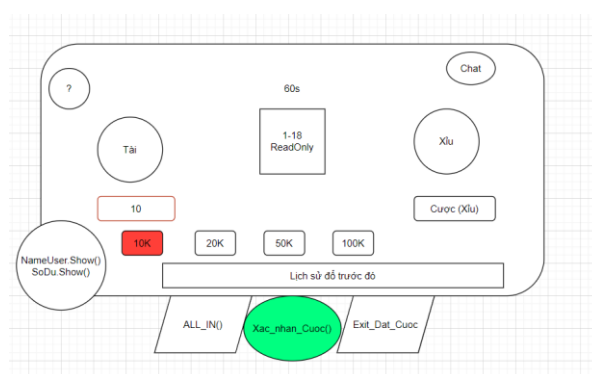 Chat
?
60s
1-18
ReadOnly
Tài
Xỉu
10
Cược (Xỉu)
10K
20K
50K
100K
NameUser.Show()
SoDu.Show()
Lịch sử đổ trước đó
ALL_IN()
Xac_nhan_Cuoc()
Exit_Dat_Cuoc